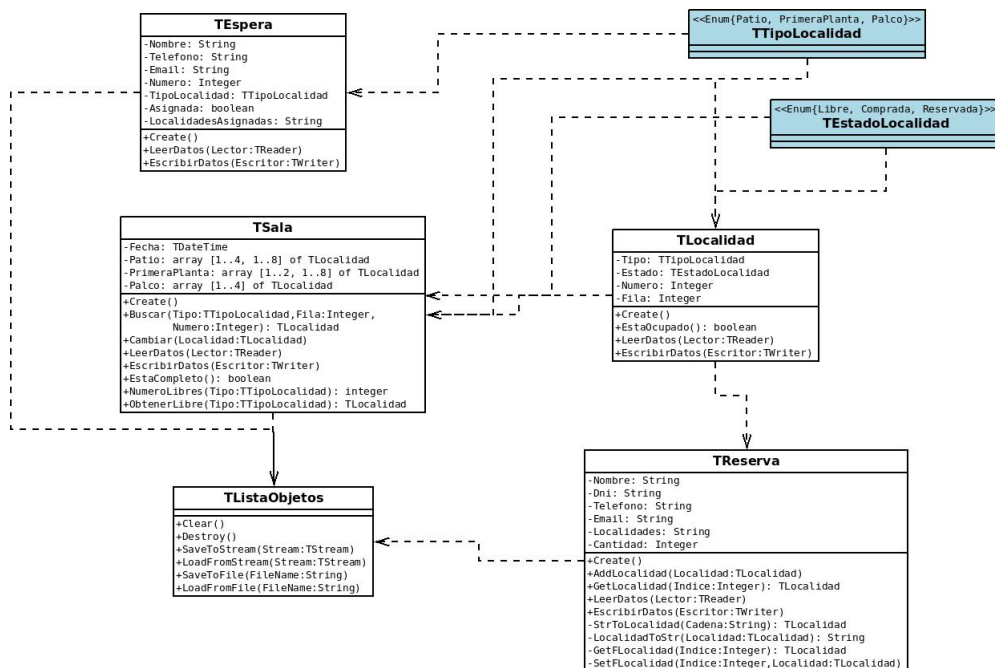 TEspera
-Nombre: String
-Telefono: String
-Email: String
-Numero: Integer
-TipoLocalidad: TTipoLocalidad
-Asignada: boolean
-LocalidadesAsignadas: String
+Create()
+LeerDatos(Lector:TReader)
+EscribirDatos(Escritor:TWriter)
<<Enum{Patio, PrimeraPlanta, Palco}>>
TTipoLocalidad
<<Enum{Libre, Comprada, Reservada}>>
TEstadoLocalidad
TSala
-Fecha: TDateTime
-Patio: array [1..4, 1..8] of TLocalidad
-PrimeraPlanta: array [1..2, 1..8] of TLocalidad
-Palco: array [1..4] of TLocalidad
+Create()
+Buscar(Tipo:TTipoLocalidad,Fila:Integer,
Numero:Integer): TLocalidad
+Cambiar(Localidad:TLocalidad)
+LeerDatos(Lector:TReader)
+EscribirDatos(Escritor:TWriter)
+EstaCompleto(): boolean
+NumeroLibres(Tipo:TTipoLocalidad): integer
+ObtenerLibre(Tipo:TTipoLocalidad): TLocalidad
TLocalidad
-Tipo: TTipoLocalidad
-Estado: TEstadoLocalidad
-Numero: Integer
-Fila: Integer
+Create()
+EstaOcupado(): boolean
+LeerDatos(Lector:TReader)
+EscribirDatos(Escritor:TWriter)
TListaObjetos
+Clear()
+Destroy()
+SaveToStream(Stream:TStream)
+LoadFromStream(Stream:TStream)
+SaveToFile(FileName:String)
+LoadFromFile(FileName:String)
TReserva
-Nombre: String
-Dni: String
-Telefono: String
-Email: String
-Localidades: String
-Cantidad: Integer
+Create()
+AddLocalidad(Localidad:TLocalidad)
+GetLocalidad(Indice:Integer): TLocalidad
+LeerDatos(Lector:TReader)
+EscribirDatos(Escritor:TWriter)
-StrToLocalidad(Cadena:String): TLocalidad
-LocalidadToStr(Localidad:TLocalidad): String
-GetFLocalidad(Indice:Integer): TLocalidad
-SetFLocalidad(Indice:Integer,Localidad:TLocalidad)